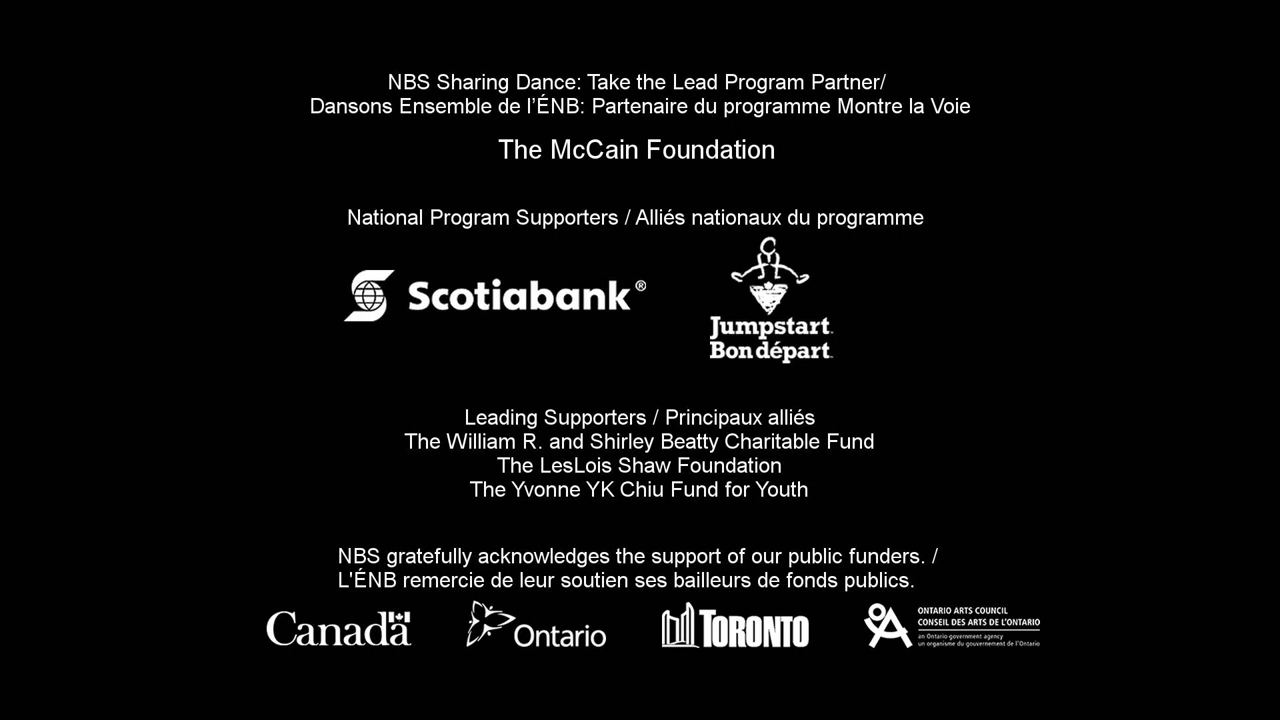 NBS Sharing Dance: Take the Lead Program Partner/
Dansons Ensemble de l’ÉNB: Partenaire du programme Montre la Voie
The McCain Foundation
National Program Supporters / Alliés nationaux du programme
Scotiabank®
Jumpstart
Bon départ
Leading Supporters / Principaux alliés
The William R. and Shirley Beatty Charitable Fund
The LesLois Shaw Foundation
The Yvonne YK Chiu Fund for Youth
NBS gratefully acknowledges the support of our public funders. /
L'ÉNB remercie de leur soutien ses bailleurs de fonds publics.
Canada
Ontario
TORONTO
ONTARIO ARTS COUNCIL
CONSEIL DES ARTS DE L'ONTARIO
an Ontario government agency
un organisme du gouvernement de l'Ontario